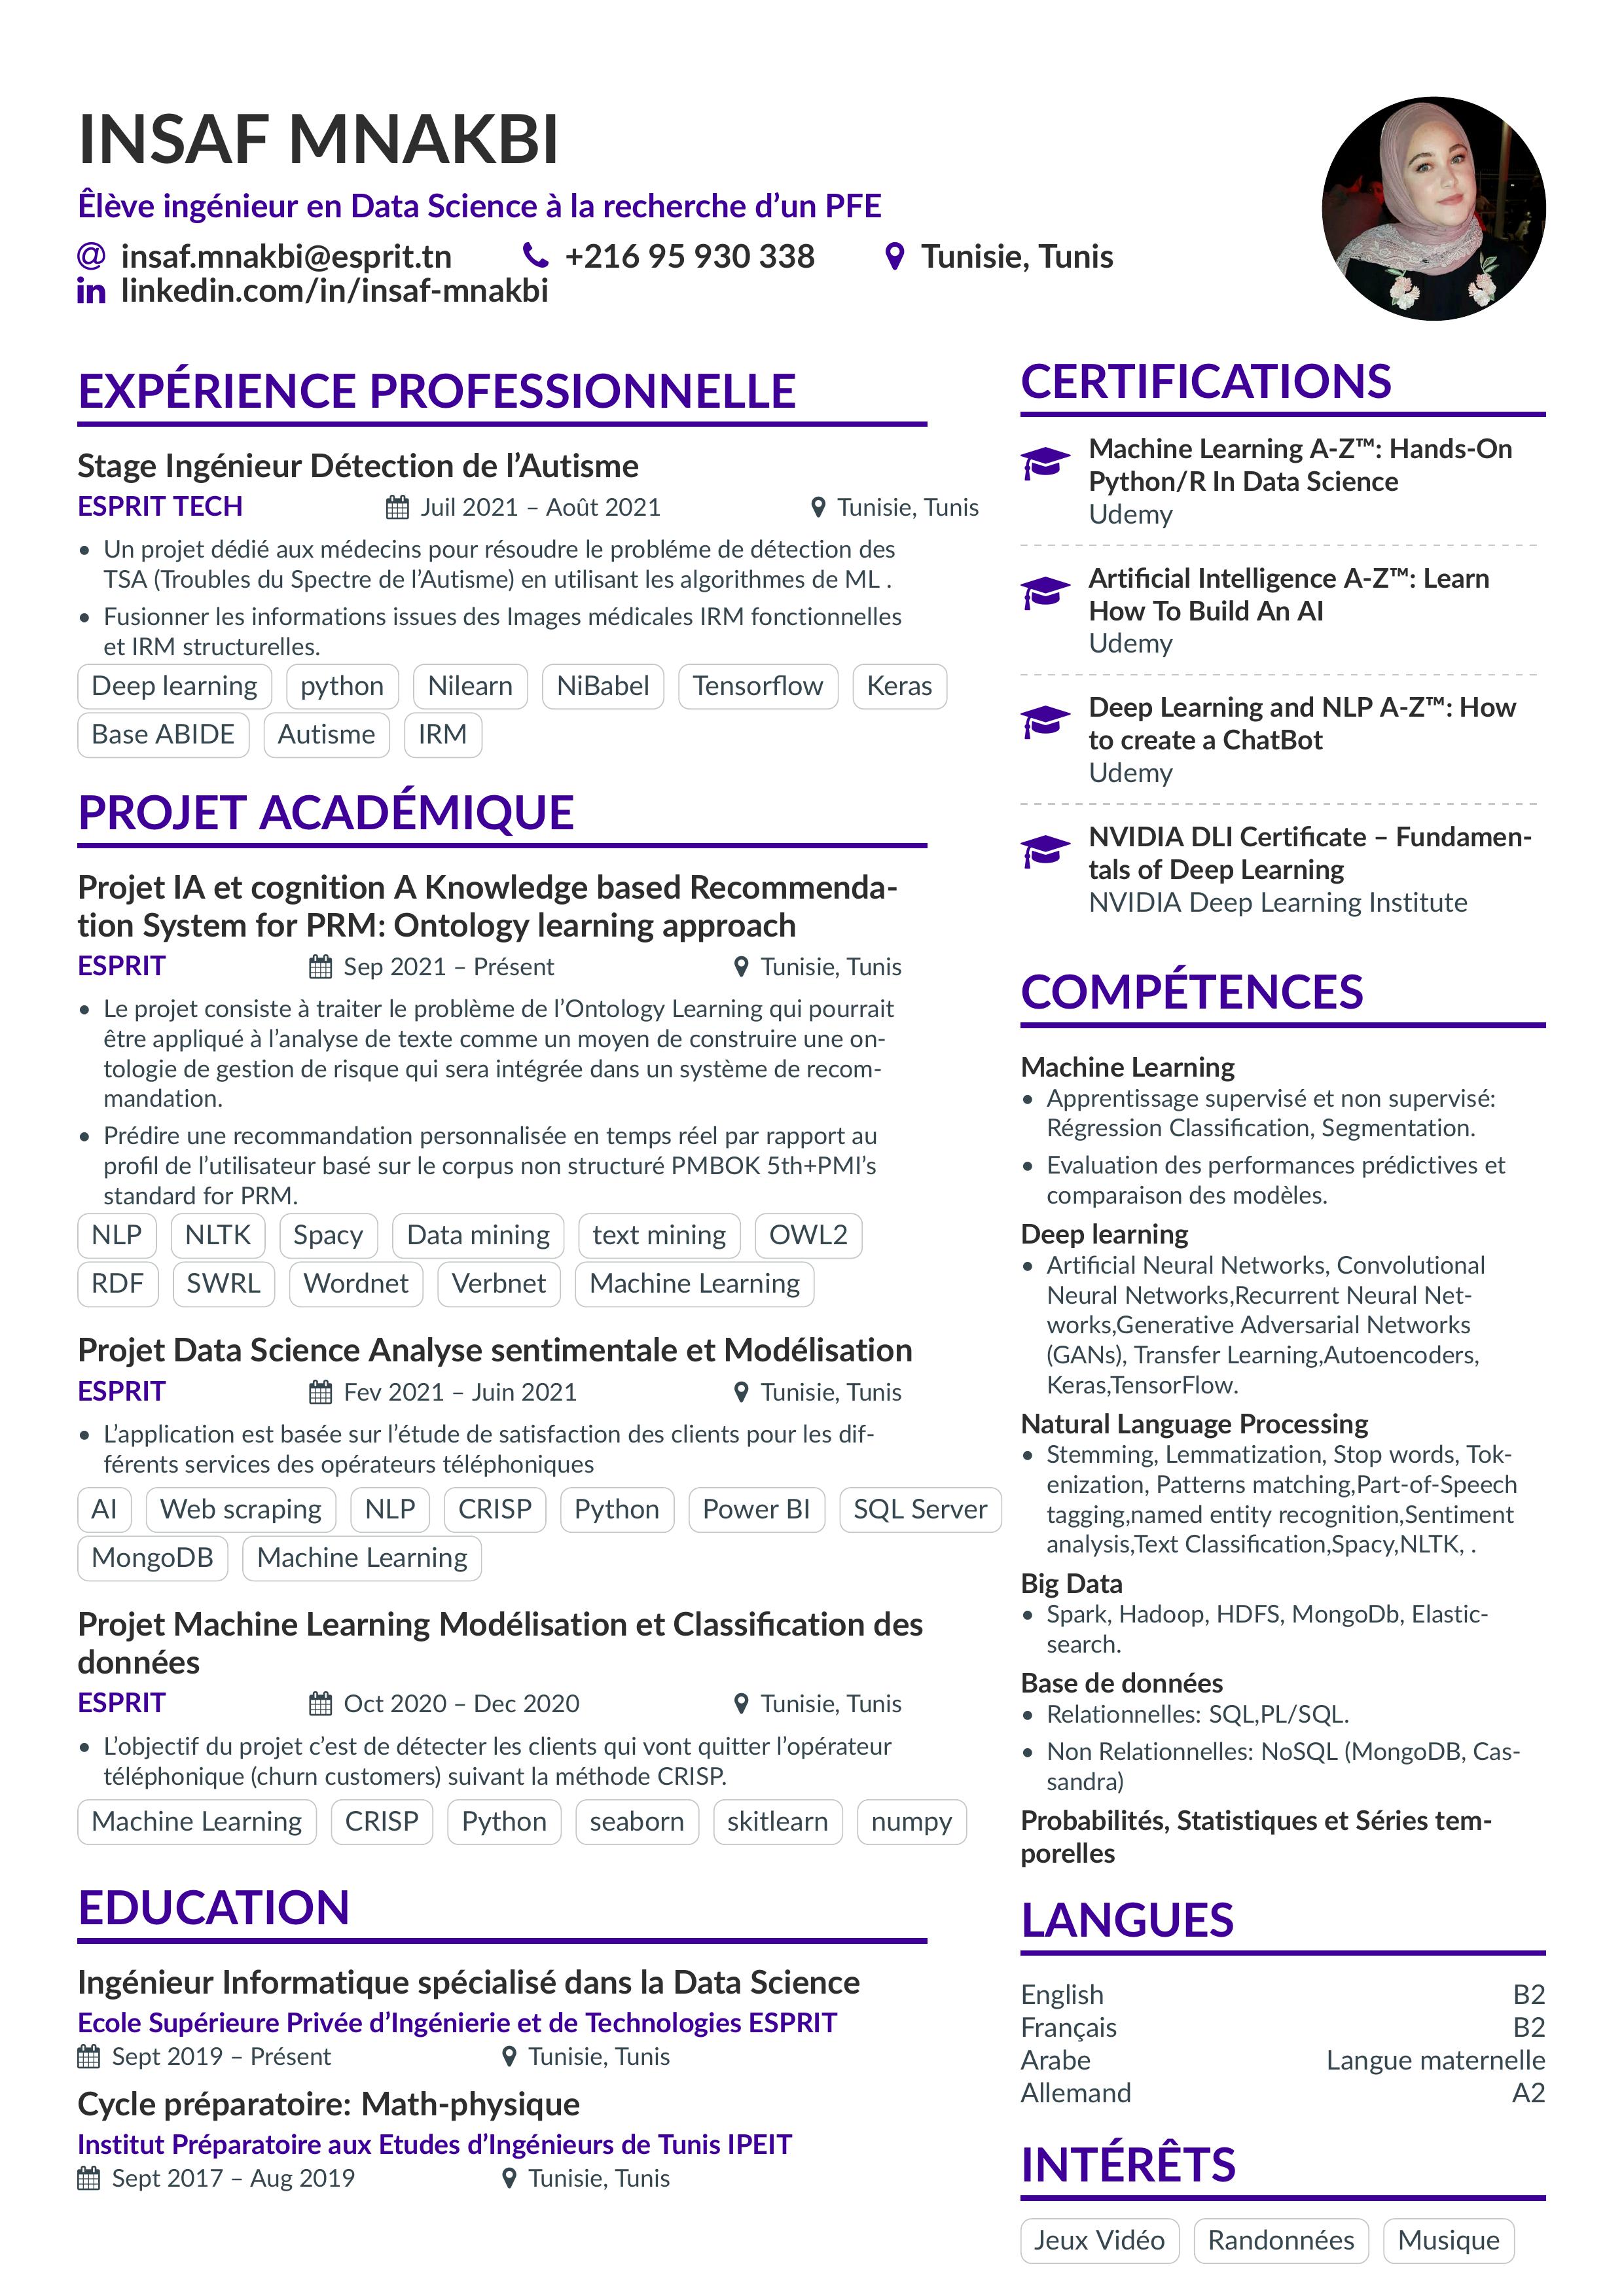 INSAF MNAKBI
Êlève ingénieur en Data Science à la recherche d’un PFE
@ insaf.mnakbi@esprit.tn +216 95 930 338 Tunisie, Tunis
in linkedin.com/in/insaf-mnakbi
EXPÉRIENCE PROFESSIONNELLE
Stage Ingénieur Détection de l’Autisme
ESPRIT TECH Juil 2021 – Août 2021 Tunisie, Tunis
• Un projet dédié aux médecins pour résoudre le probléme de détection des
TSA (Troubles du Spectre de l’Autisme) en utilisant les algorithmes de ML .
• Fusionner les informations issues des Images médicales IRM fonctionnelles
et IRM structurelles.
Deep learning python Nilearn NiBabel Tensorflow Keras
Base ABIDE Autisme IRM
PROJET ACADÉMIQUE
Projet IA et cognition A Knowledge based Recommenda-
tion System for PRM: Ontology learning approach
ESPRIT Sep 2021 – Présent Tunisie, Tunis
• Le projet consiste à traiter le problème de l’Ontology Learning qui pourrait
être appliqué à l’analyse de texte comme un moyen de construire une on-
tologie de gestion de risque qui sera intégrée dans un système de recom-
mandation.
• Prédire une recommandation personnalisée en temps réel par rapport au
profil de l’utilisateur basé sur le corpus non structuré PMBOK 5th+PMI’s
standard for PRM.
NLP NLTK Spacy Data mining text mining OWL2
RDF SWRL Wordnet Verbnet Machine Learning
Projet Data Science Analyse sentimentale et Modélisation
ESPRIT Fev 2021 – Juin 2021 Tunisie, Tunis
• L’application est basée sur l’étude de satisfaction des clients pour les dif-
férents services des opérateurs téléphoniques
AI Web scraping NLP CRISP Python Power BI SQL Server
MongoDB Machine Learning
Projet Machine Learning Modélisation et Classification des
données
ESPRIT Oct 2020 – Dec 2020 Tunisie, Tunis
• L’objectif du projet c’est de détecter les clients qui vont quitter l’opérateur
téléphonique (churn customers) suivant la méthode CRISP.
Machine Learning CRISP Python seaborn skitlearn numpy
EDUCATION
Ingénieur Informatique spécialisé dans la Data Science
Ecole Supérieure Privée d’Ingénierie et de Technologies ESPRIT
Sept 2019 – Présent Tunisie, Tunis
Cycle préparatoire: Math-physique
Institut Préparatoire aux Etudes d’Ingénieurs de Tunis IPEIT
Sept 2017 – Aug 2019 Tunisie, Tunis
CERTIFICATIONS
Machine Learning A-Z™: Hands-On
Python/R In Data Science
Udemy
Artificial Intelligence A-Z™: Learn
How To Build An AI
Udemy
Deep Learning and NLP A-Z™: How
to create a ChatBot
Udemy
NVIDIA DLI Certificate – Fundamen-
tals of Deep Learning
NVIDIA Deep Learning Institute
COMPÉTENCES
Machine Learning
• Apprentissage supervisé et non supervisé:
Régression Classification, Segmentation.
• Evaluation des performances prédictives et
comparaison des modèles.
Deep learning
• Artificial Neural Networks, Convolutional
Neural Networks,Recurrent Neural Net-
works,Generative Adversarial Networks
(GANs), Transfer Learning,Autoencoders,
Keras,TensorFlow.
Natural Language Processing
• Stemming, Lemmatization, Stop words, Tok-
enization, Patterns matching,Part-of-Speech
tagging,named entity recognition,Sentiment
analysis,Text Classification,Spacy,NLTK, .
Big Data
• Spark, Hadoop, HDFS, MongoDb, Elastic-
search.
Base de données
• Relationnelles: SQL,PL/SQL.
• Non Relationnelles: NoSQL (MongoDB, Cas-
sandra)
Probabilités, Statistiques et Séries tem-
porelles
LANGUES
English B2
Français B2
Arabe Langue maternelle
Allemand A2
INTÉRÊTS
Jeux Vidéo Randonnées Musique